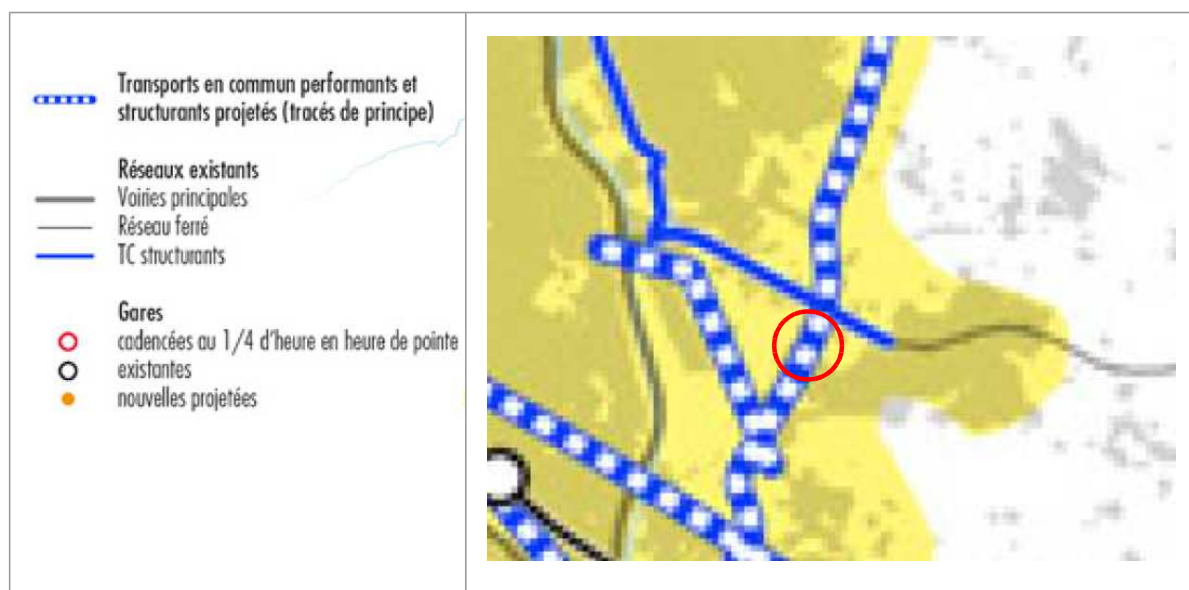 Transports en commun performants et
structurants projetés (tracés de principe)
Réseaux existants
Voiries principales
Réseau ferré
TC structurants
Gares
cadencées au 1/4 d'heure en heure de pointe
existantes
nouvelles projetées